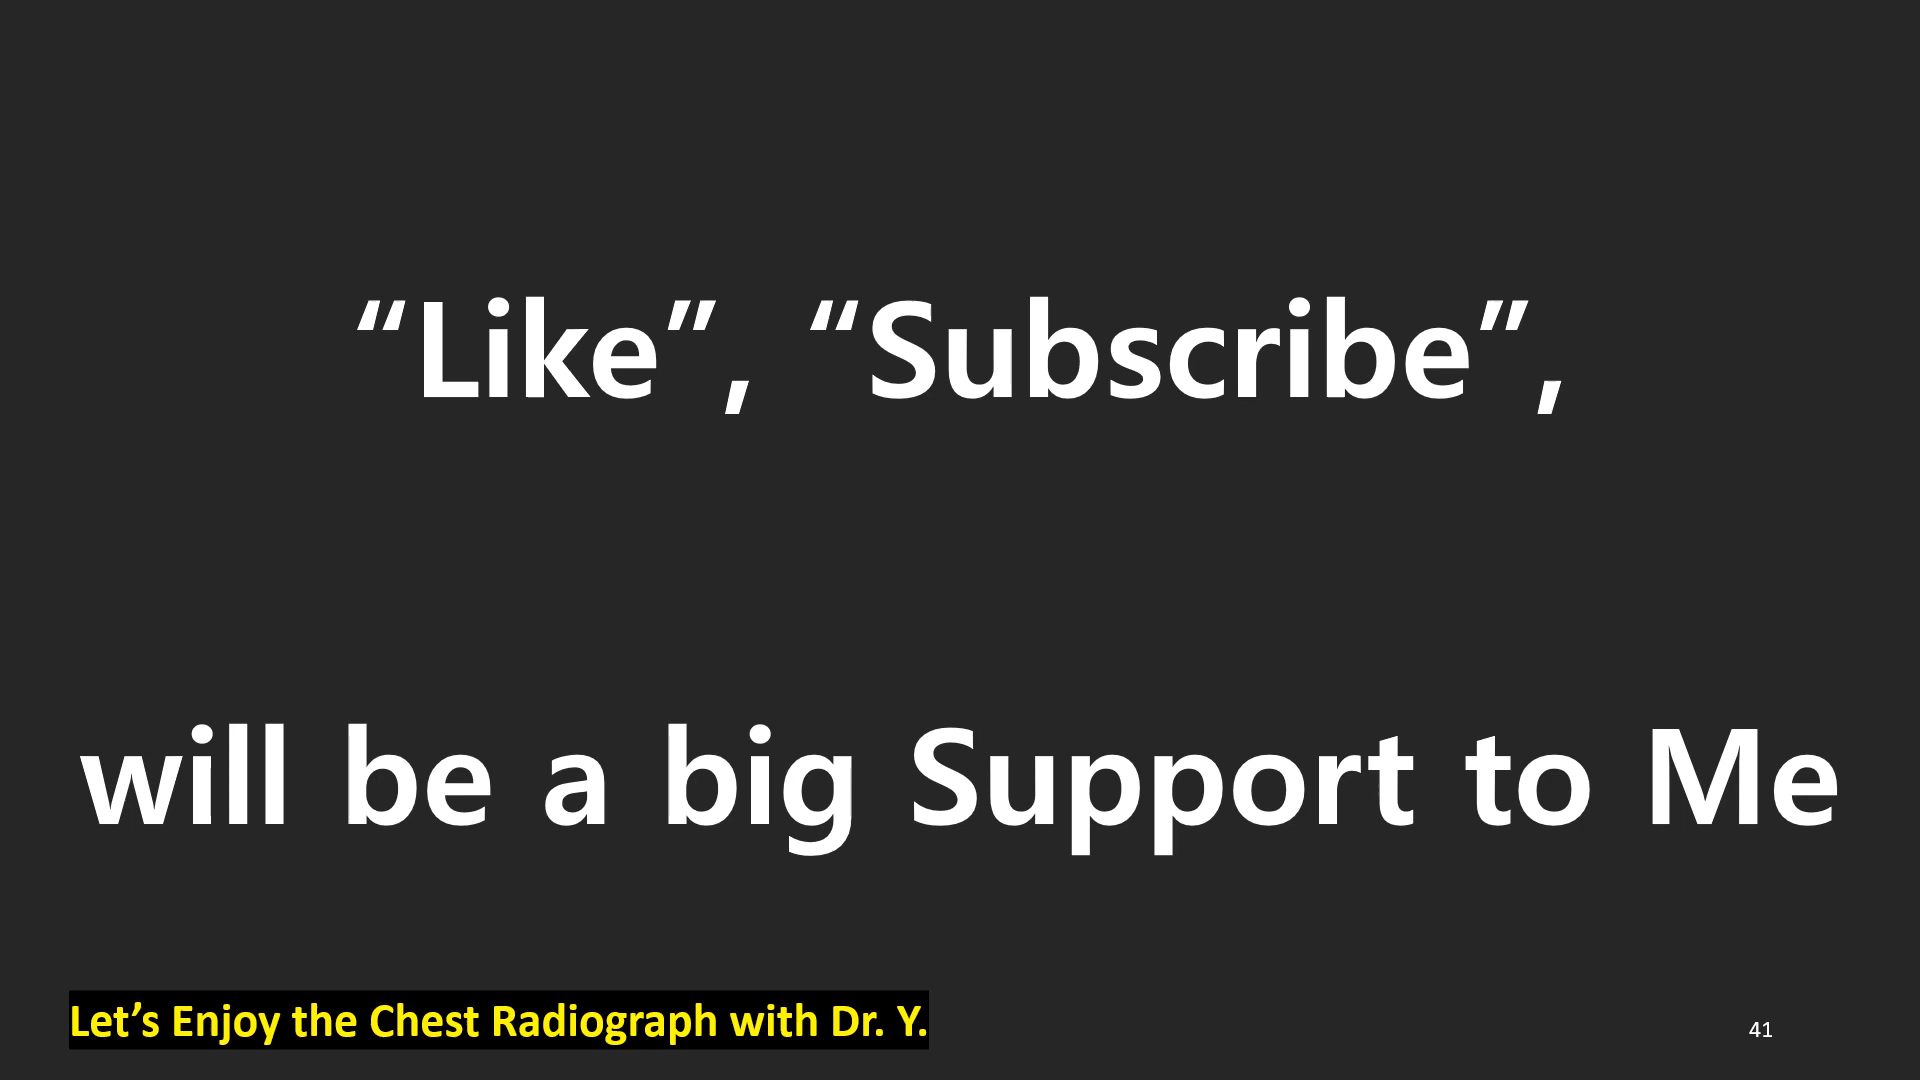 “Like”, “Subscribe”,
will be a big Support to Me
Let’s Enjoy the Chest Radiograph with Dr. Y.
41